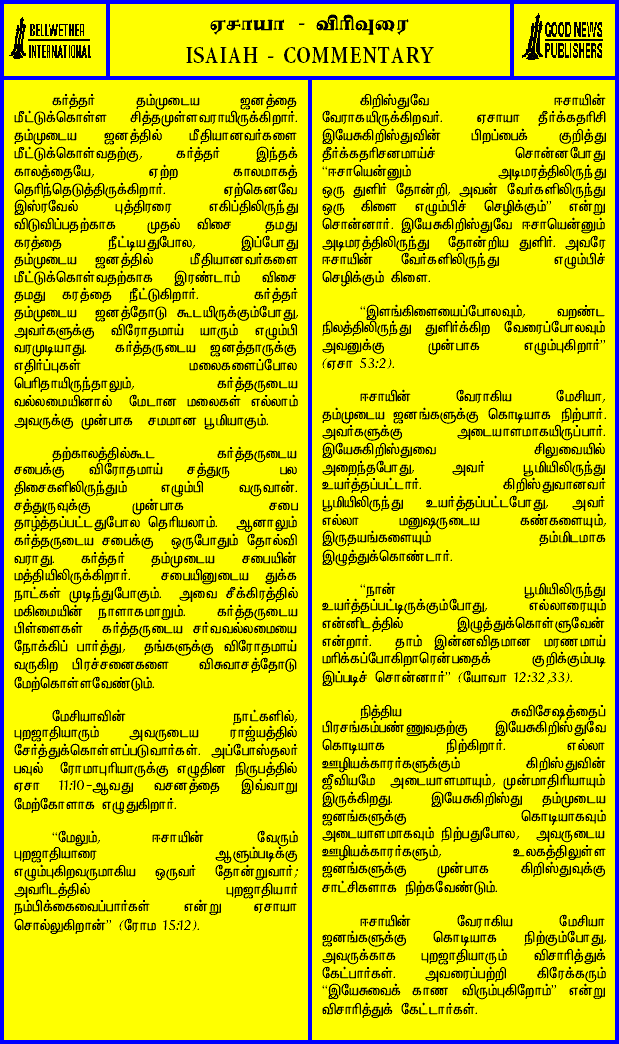 BELLWETHER
INTERNATIONAL
ஏசாயா - விரிவுரை
ISAIAH - COMMENTARY
GOOD NEWS
PUBLISHERS
கர்த்தர் தம்முடைய ஜனத்தை
மீட்டுக்கொள்ள சித்தமுள்ளவராயிருக்கிறார்.
தம்முடைய ஜனத்தில் மீதியானவர்களை
மீட்டுக்கொள்வதற்கு, கர்த்தர் இந்தக்
காலத்தையே, ஏற்ற காலமாகத்
தெரிந்தெடுத்திருக்கிறார். ஏற்கெனவே
இஸ்ரவேல் புத்திரரை எகிப்திலிருந்து
விடுவிப்பதற்காக முதல் விசை தமது
கரத்தை நீட்டியதுபோல, இப்போது
தம்முடைய ஜனத்தில் மீதியானவர்களை
மீட்டுக்கொள்வதற்காக இரண்டாம் விசை
தமது கரத்தை நீட்டுகிறார். கர்த்தர்
தம்முடைய ஜனத்தோடு கூடயிருக்கும்போது,
அவர்களுக்கு விரோதமாய் யாரும் எழும்பி
வரமுடியாது. கர்த்தருடைய ஜனத்தாருக்கு
எதிர்ப்புகள் மலைகளைப்போல
பெரிதாயிருந்தாலும், கர்த்தருடைய
வல்லமையினால் மேடான மலைகள் எல்லாம்
அவருக்கு முன்பாக சமமான பூமியாகும்.
தற்காலத்தில்கூட கர்த்தருடைய
சபைக்கு விரோதமாய் சத்துரு பல
திசைகளிலிருந்தும் எழும்பி வருவான்.
சத்துருவுக்கு முன்பாக சபை
தாழ்த்தப்பட்டதுபோல தெரியலாம். ஆனாலும்
கர்த்தருடைய சபைக்கு ஒருபோதும் தோல்வி
வராது. கர்த்தர் தம்முடைய சபையின்
மத்தியிலிருக்கிறார். சபையினுடைய துக்க
நாட்கள் முடிந்துபோகும். அவை சீக்கிரத்தில்
மகிமையின் நாளாகமாறும். கர்த்தருடைய
பிள்ளைகள் கர்த்தருடைய சர்வவல்லமையை
நோக்கிப் பார்த்து, தங்களுக்கு விரோதமாய்
வருகிற பிரச்சனைகளை விசுவாசத்தோடு
மேற்கொள்ளவேண்டும்.
மேசியாவின் நாட்களில்,
புறஜாதியாரும் அவருடைய ராஜ்யத்தில்
சேர்த்துக்கொள்ளப்படுவார்கள். அப்போஸ்தலர்
பவுல் ரோமாபுரியாருக்கு எழுதின நிருபத்தில்
ஏசா 11:10-ஆவது வசனத்தை இவ்வாறு
மேற்கோளாக எழுதுகிறார்.
“மேலும், ஈசாயின் வேரும்
புறஜாதியாரை ஆளும்படிக்கு
எழும்புகிறவருமாகிய ஒருவர் தோன்றுவார்;
அவரிடத்தில் புறஜாதியார்
நம்பிக்கைவைப்பார்கள் என்று ஏசாயா
சொல்லுகிறான்” (ரோம 15:12).
கிறிஸ்துவே ஈசாயின்
வேராகயிருக்கிறவர். ஏசாயா தீர்க்கதரிசி
இயேசுகிறிஸ்துவின் பிறப்பைக் குறித்து
தீர்க்கதரிசனமாய்ச் சொன்னபோது
“ஈசாயென்னும் அடிமரத்திலிருந்து
ஒரு துளிர் தோன்றி, அவன் வேர்களிலிருந்து
ஒரு கிளை எழும்பிச் செழிக்கும்” என்று
சொன்னார். இயேசுகிறிஸ்துவே ஈசாயென்னும்
அடிமரத்திலிருந்து தோன்றிய துளிர். அவரே
ஈசாயின் வேர்களிலிருந்து எழும்பிச்
செழிக்கும் கிளை.
“இளங்கிளையைப்போலவும், வறண்ட
நிலத்திலிருந்து துளிர்க்கிற வேரைப்போலவும்
அவனுக்கு முன்பாக எழும்புகிறார்”
(ஏசா 53:2).
ஈசாயின் வேராகிய மேசியா,
தம்முடைய ஜனங்களுக்கு கொடியாக நிற்பார்.
அவர்களுக்கு அடையாளமாகயிருப்பார்.
இயேசுகிறிஸ்துவை சிலுவையில்
அறைந்தபோது, அவர் பூமியிலிருந்து
உயர்த்தப்பட்டார். கிறிஸ்துவானவர்
பூமியிலிருந்து உயர்த்தப்பட்டபோது, அவர்
எல்லா மனுஷருடைய கண்களையும்,
இருதயங்களையும் தம்மிடமாக
இழுத்துக்கொண்டார்.
“நான் பூமியிலிருந்து
உயர்த்தப்பட்டிருக்கும்போது, எல்லாரையும்
என்னிடத்தில் இழுத்துக்கொள்ளுவேன்
என்றார். தாம் இன்னவிதமான மரணமாய்
மரிக்கப்போகிறாரென்பதைக் குறிக்கும்படி
இப்படிச் சொன்னார்” (யோவா 12:32,33).
நித்திய சுவிசேஷத்தைப்
பிரசங்கம்பண்ணுவதற்கு இயேசுகிறிஸ்துவே
கொடியாக நிற்கிறார். எல்லா
ஊழியக்காரர்களுக்கும் கிறிஸ்துவின்
ஜீவியமே அடையாளமாயும், முன்மாதிரியாயும்
இருக்கிறது. இயேசுகிறிஸ்து தம்முடைய
ஜனங்களுக்கு கொடியாகவும்
அடையாளமாகவும் நிற்பதுபோல, அவருடைய
ஊழியக்காரர்களும், உலகத்திலுள்ள
ஜனங்களுக்கு முன்பாக கிறிஸ்துவுக்கு
சாட்சிகளாக நிற்கவேண்டும்.
ஈசாயின் வேராகிய மேசியா
ஜனங்களுக்கு கொடியாக நிற்கும்போது,
அவருக்காக புறஜாதியாரும் விசாரித்துக்
கேட்பார்கள். அவரைப்பற்றி கிரேக்கரும்
“இயேசுவைக் காண விரும்புகிறோம்” என்று
விசாரித்துக் கேட்டார்கள்.